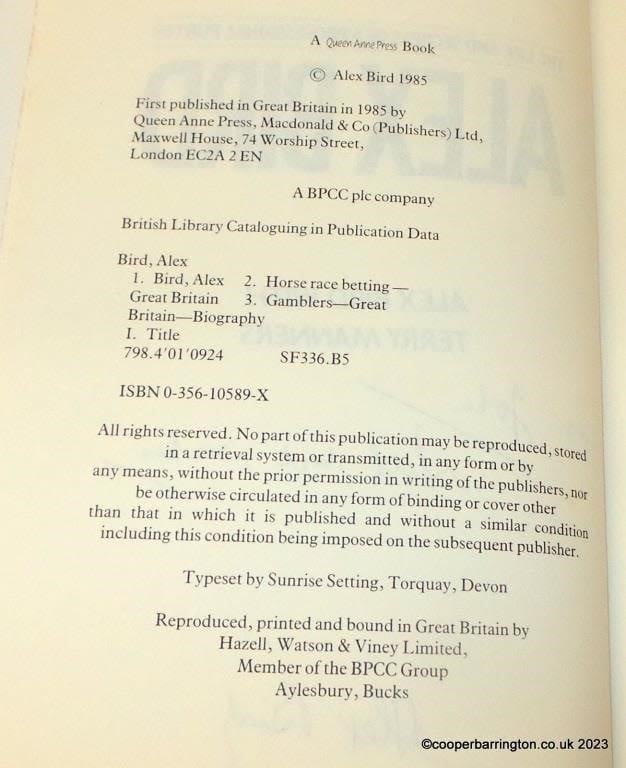 A Queen Anne Press Book
© Alex Bird 1985
First published in Great Britain in 1985 by
Queen Anne Press, Macdonald & Co (Publishers) Ltd,
Maxwell House, 74 Worship Street,
London EC2A 2 EN
A BPCC plc company
British Library Cataloguing in Publication Data
Bird, Alex
1. Bird, Alex 2. Horse race betting—
Great Britain 3. Gamblers—Great
Britain—Biography
I. Title
798.4'01'0924 SF336.B5
ISBN 0-356-10589-X
All rights reserved. No part of this publication may be reproduced, stored
in a retrieval system or transmitted, in any form or by
any means, without the prior permission in writing of the publishers, nor
be otherwise circulated in any form of binding or cover other
than that in which it is published and without a similar condition
including this condition being imposed on the subsequent publisher.
Typeset by Sunrise Setting, Torquay, Devon
Reproduced, printed and bound in Great Britain by
Hazell, Watson & Viney Limited,
Member of the BPCC Group
Aylesbury, Bucks
©cooperbarrington.co.uk 2023